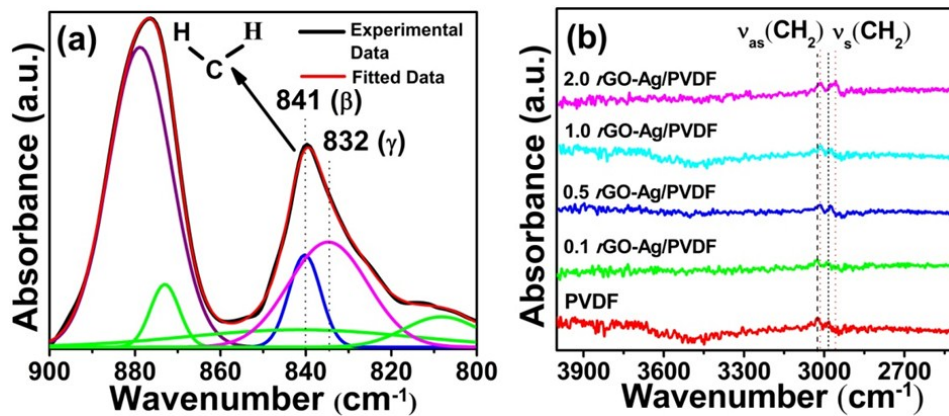 (a)
H H
C
Experimental
Data
Fitted Data
841 (β)
832 (γ)
Absorbance (a.u.)
900 880 860 840 820 800
Wavenumber (cm⁻¹)
(b)
νas(CH₂) νs(CH₂)
2.0 rGO-Ag/PVDF
1.0 rGO-Ag/PVDF
0.5 rGO-Ag/PVDF
0.1 rGO-Ag/PVDF
PVDF
Absorbance (a.u.)
3900 3600 3300 3000 2700
Wavenumber (cm⁻¹)